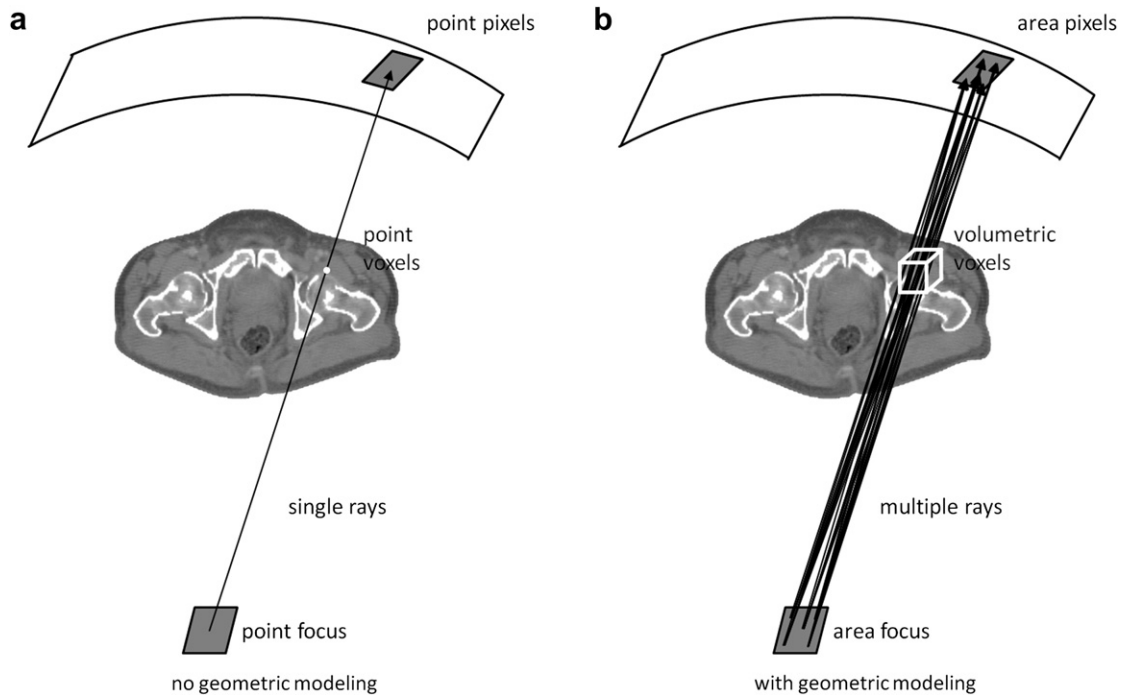 a
point pixels
point
voxels
single rays
point focus
no geometric modeling
b
area pixels
volumetric
voxels
multiple rays
area focus
with geometric modeling